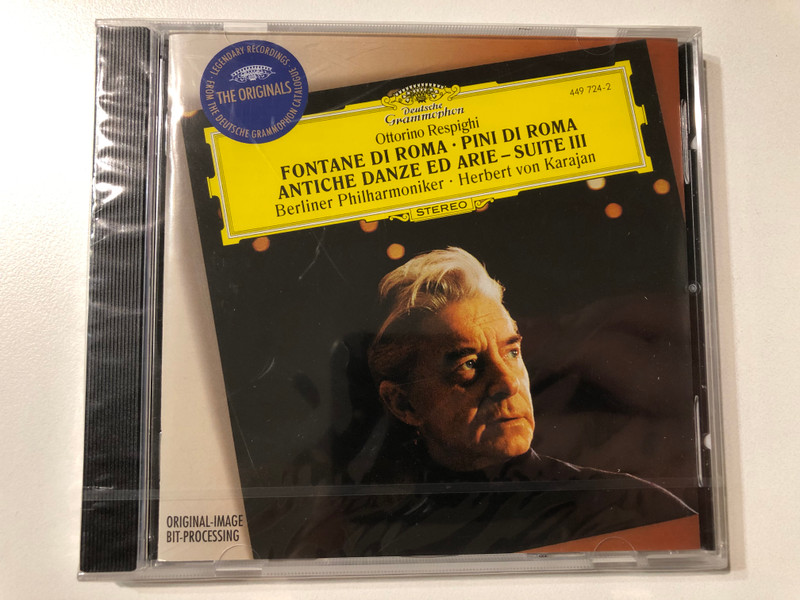 LEGENDARY RECORDINGS
THE ORIGINALS
FROM THE DEUTSCHE GRAMMOPHON CATALOGUE
Deutsche
Grammophon
449 724-2
Ottorino Respighi
FONTANE DI ROMA · PINI DI ROMA
ANTICHE DANZE ED ARIE – SUITE III
Berliner Philharmoniker · Herbert von Karajan
STEREO
ORIGINAL-IMAGE
BIT-PROCESSING